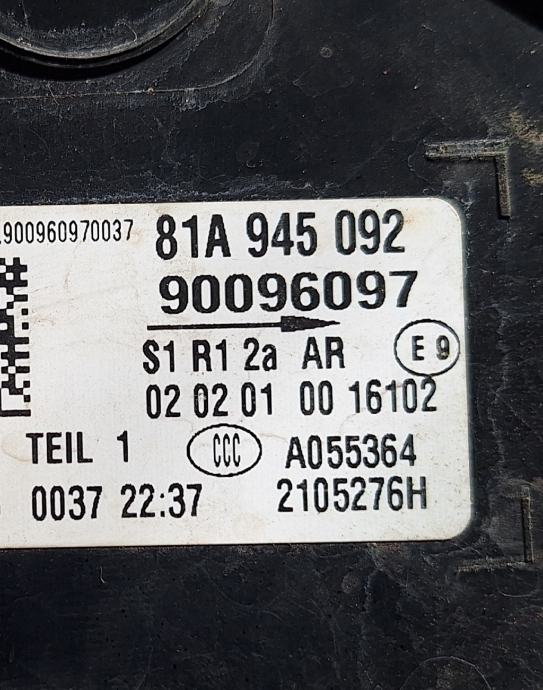 .900960970037 81A 945 092
90096097
S1 R1 2a AR E 9
02 02 01 00 16102
TEIL 1 CCC A055364
0037 22:37 2105276H